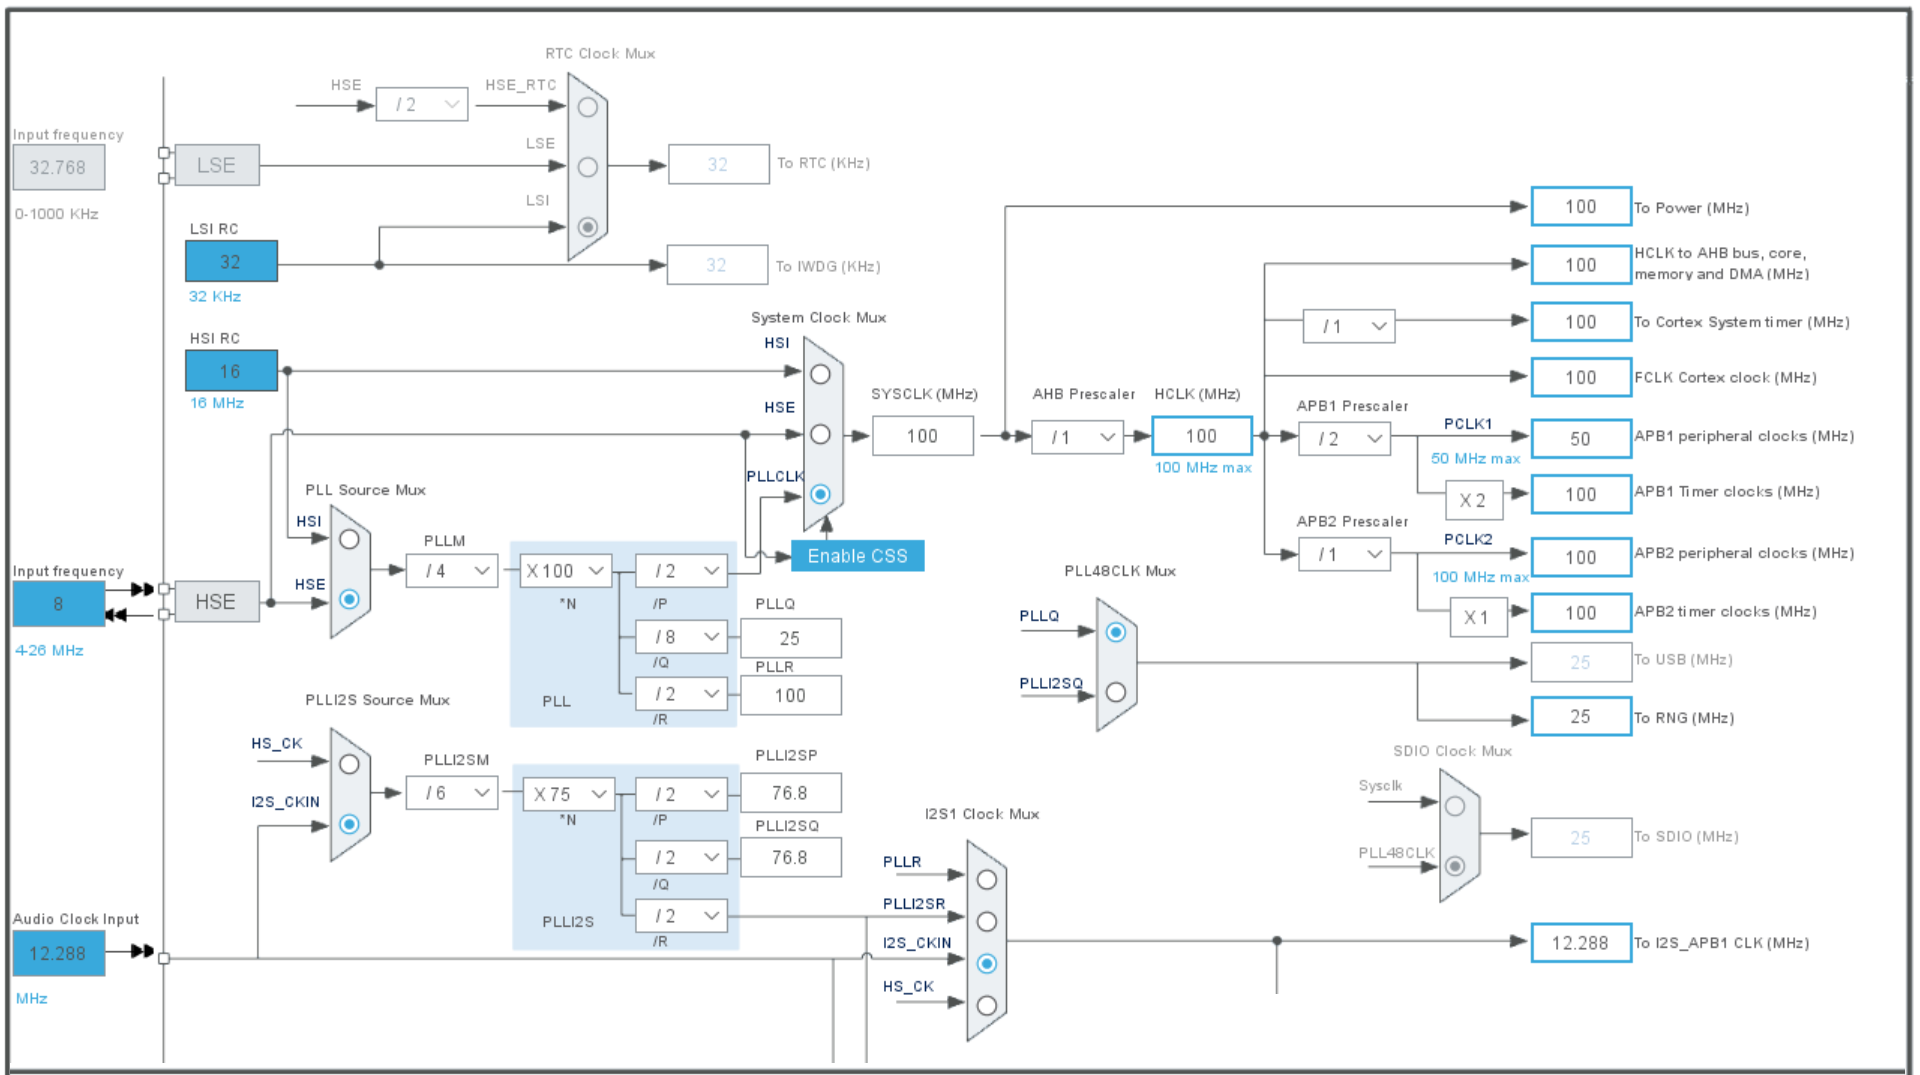 RTC Clock Mux
HSE
/ 2
HSE_RTC
Input frequency
32.768
0-1000 KHz
LSE
LSE
32
To RTC (KHz)
LSI
LSI RC
32
32 KHz
32
To IWDG (KHz)
100
To Power (MHz)
100
HCLK to AHB bus, core,
memory and DMA (MHz)
System Clock Mux
/ 1
100
To Cortex System timer (MHz)
HSI RC
16
16 MHz
HSI
HSE
PLLCLK
SYSCLK (MHz)
100
AHB Prescaler
/ 1
HCLK (MHz)
100
100 MHz max
100
FCLK Cortex clock (MHz)
APB1 Prescaler
/ 2
PCLK1
50 MHz max
50
APB1 peripheral clocks (MHz)
X 2
100
APB1 Timer clocks (MHz)
APB2 Prescaler
/ 1
PCLK2
100 MHz max
100
APB2 peripheral clocks (MHz)
X 1
100
APB2 timer clocks (MHz)
Enable CSS
PLL Source Mux
HSI
HSE
Input frequency
8
4-26 MHz
HSE
PLLM
/ 4
X 100
*N
/ 2
/P
PLLQ
/ 8
/Q
25
PLLR
/ 2
/R
100
PLL
PLL48CLK Mux
PLLQ
PLLI2SQ
25
To USB (MHz)
25
To RNG (MHz)
PLLI2S Source Mux
HS_CK
I2S_CKIN
PLLI2SM
/ 6
X 75
*N
PLLI2SP
/ 2
/P
76.8
PLLI2SQ
/ 2
/Q
76.8
/ 2
/R
PLLI2S
SDIO Clock Mux
Sysclk
PLL48CLK
25
To SDIO (MHz)
I2S1 Clock Mux
PLLR
PLLI2SR
I2S_CKIN
HS_CK
12.288
To I2S_APB1 CLK (MHz)
Audio Clock Input
12.288
MHz